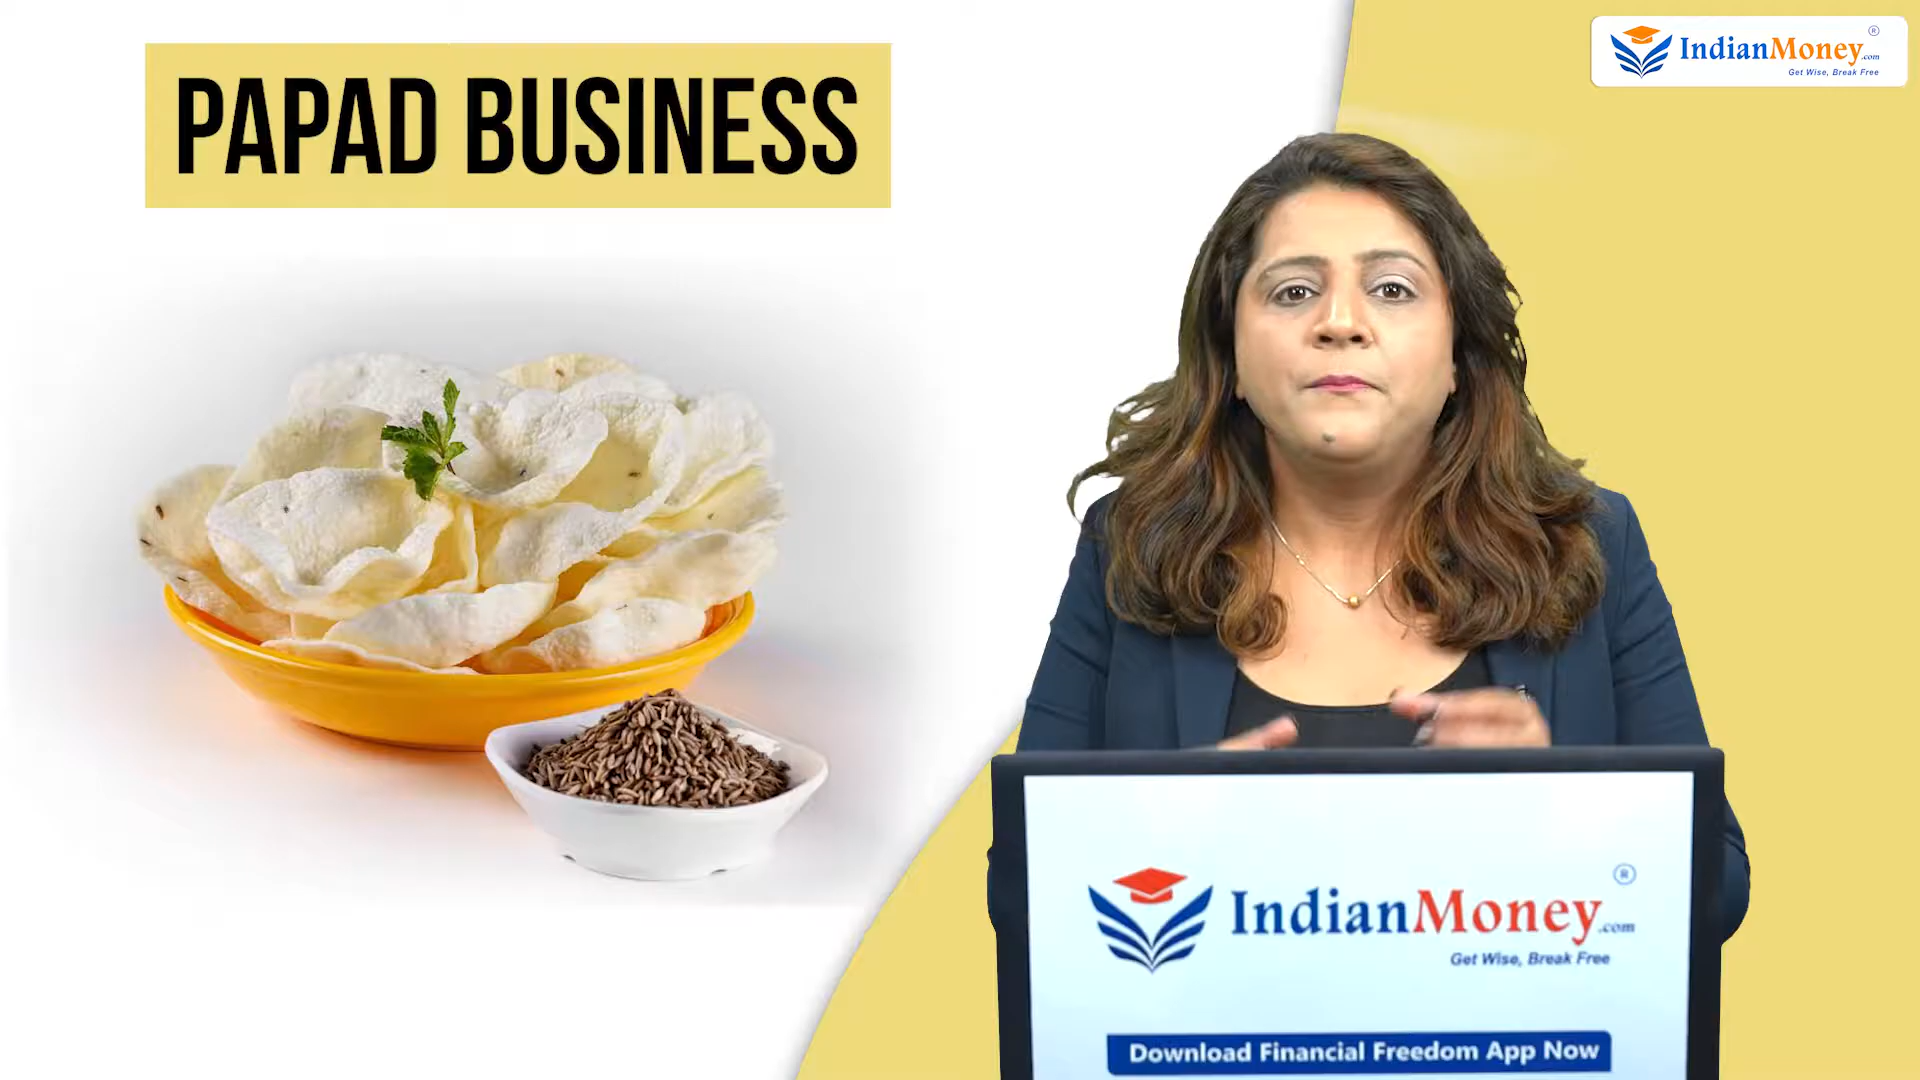 PAPAD BUSINESS
IndianMoney.com ®
Get Wise, Break Free
IndianMoney.com ®
Get Wise, Break Free
Download Financial Freedom App Now